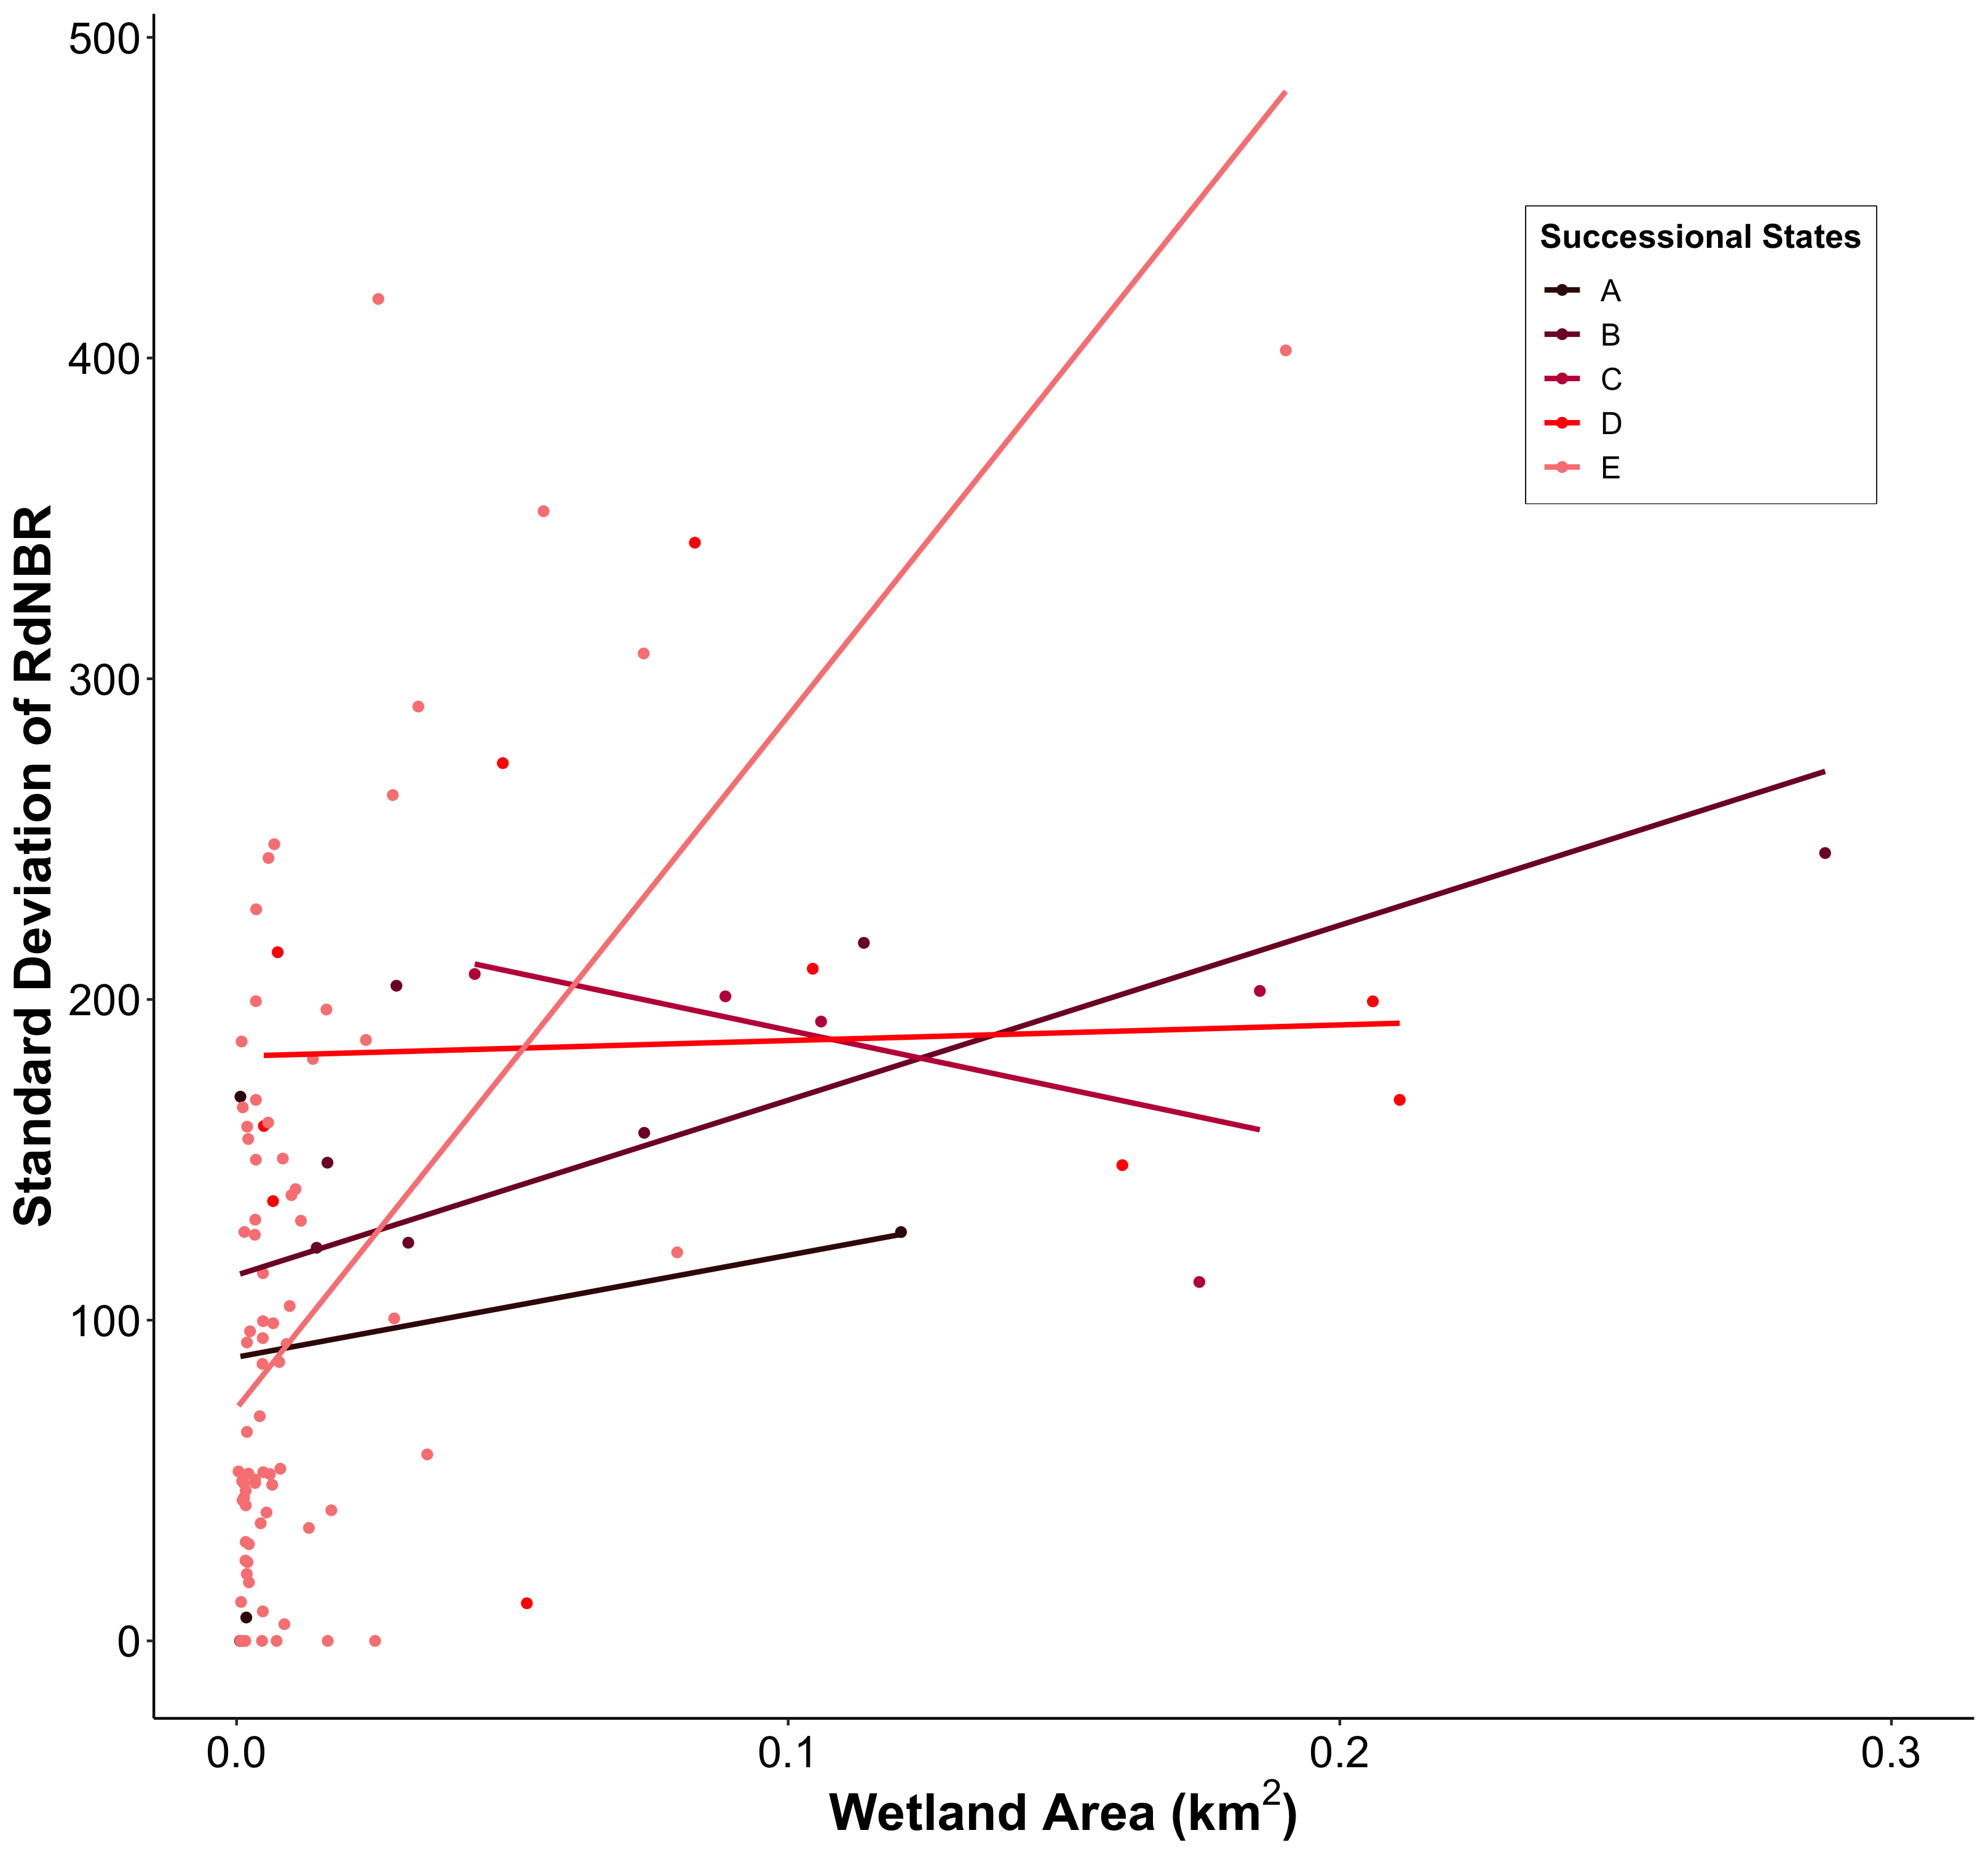 500
400
300
200
100
0
Standard Deviation of RdNBR
Successional States
A
B
C
D
E
0.0 0.1 0.2 0.3
Wetland Area (km²)